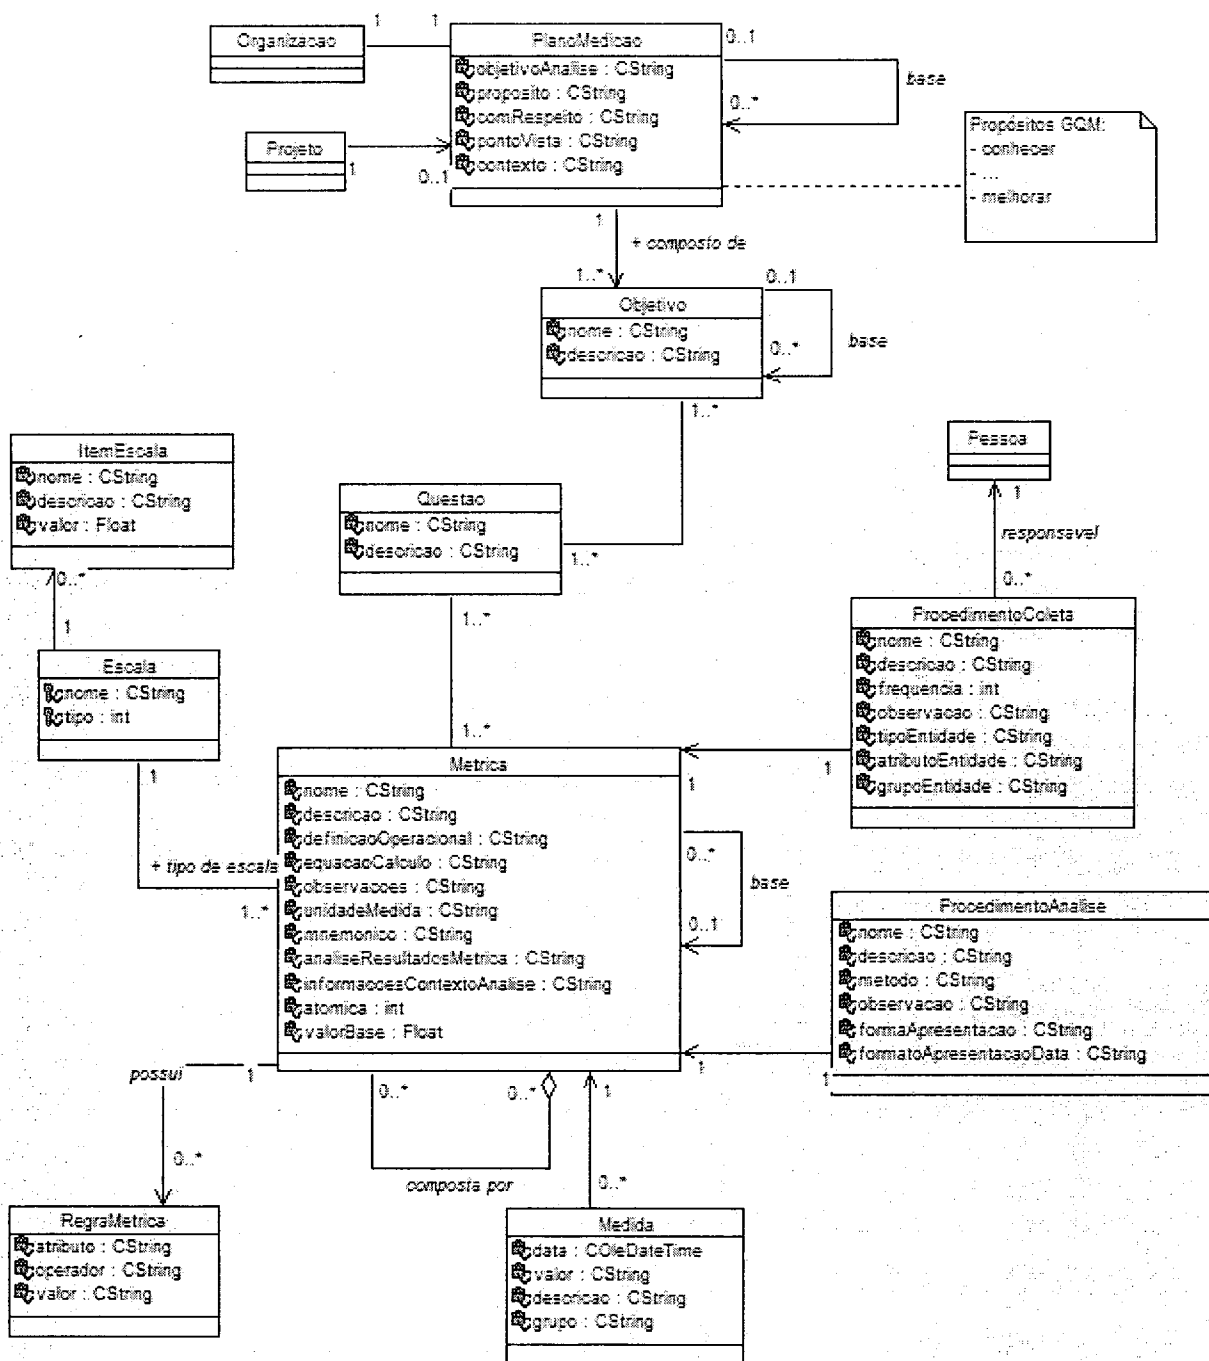 1
1
Organizacao
PlanoMedicao
objetivoAnalise : CString
proposito : CString
comRespeito : CString
pontoVista : CString
contexto : CString
0..1
base
0..*
Projeto
1
0..1
Propósitos GQM:
- conhecer
- ...
- melhorar
1
+ composto de
1..*
Objetivo
nome : CString
descricao : CString
0..1
0..*
base
1..*
ItemEscala
nome : CString
descricao : CString
valor : Float
0..*
1
Questao
nome : CString
descricao : CString
1..*
1..*
Pessoa
1
responsavel
0..*
ProcedimentoColeta
nome : CString
descricao : CString
frequencia : int
observacao : CString
tipoEntidade : CString
atributoEntidade : CString
grupoEntidade : CString
1
1
Escala
nome : CString
tipo : int
1
+ tipo de escala
1..*
1..*
Metrica
nome : CString
descricao : CString
definicaoOperacional : CString
equacaoCalculo : CString
observacoes : CString
unidadeMedida : CString
mnemonico : CString
analiseResultadosMetrica : CString
informacoesContextoAnalise : CString
atomica : int
valorBase : Float
0..*
base
0..1
ProcedimentoAnalise
nome : CString
descricao : CString
metodo : CString
observacao : CString
formaApresentacao : CString
formatoApresentacaoData : CString
1
1
possui
1
0..*
0..*
0..*
composta por
1
0..*
RegraMetrica
atributo : CString
operador : CString
valor : CString
Medida
data : COleDateTime
valor : CString
descricao : CString
grupo : CString